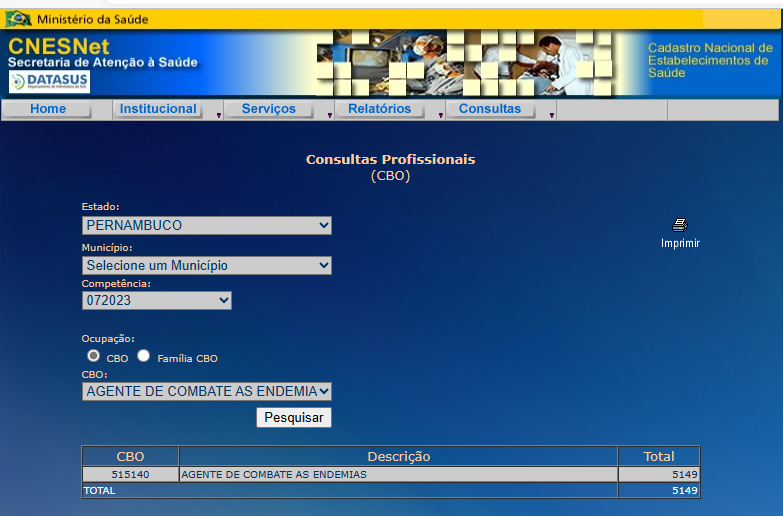 Ministério da Saúde
CNESNet
Secretaria de Atenção à Saúde
DATASUS
Cadastro Nacional de
Estabelecimentos de
Saúde
Home Institucional Serviços Relatórios Consultas
Consultas Profissionais
(CBO)
Estado:
PERNAMBUCO
Imprimir
Município:
Selecione um Município
Competência:
072023
Ocupação:
CBO Família CBO
CBO:
AGENTE DE COMBATE AS ENDEMIA
Pesquisar
CBO Descrição Total
515140 AGENTE DE COMBATE AS ENDEMIAS 5149
TOTAL 5149